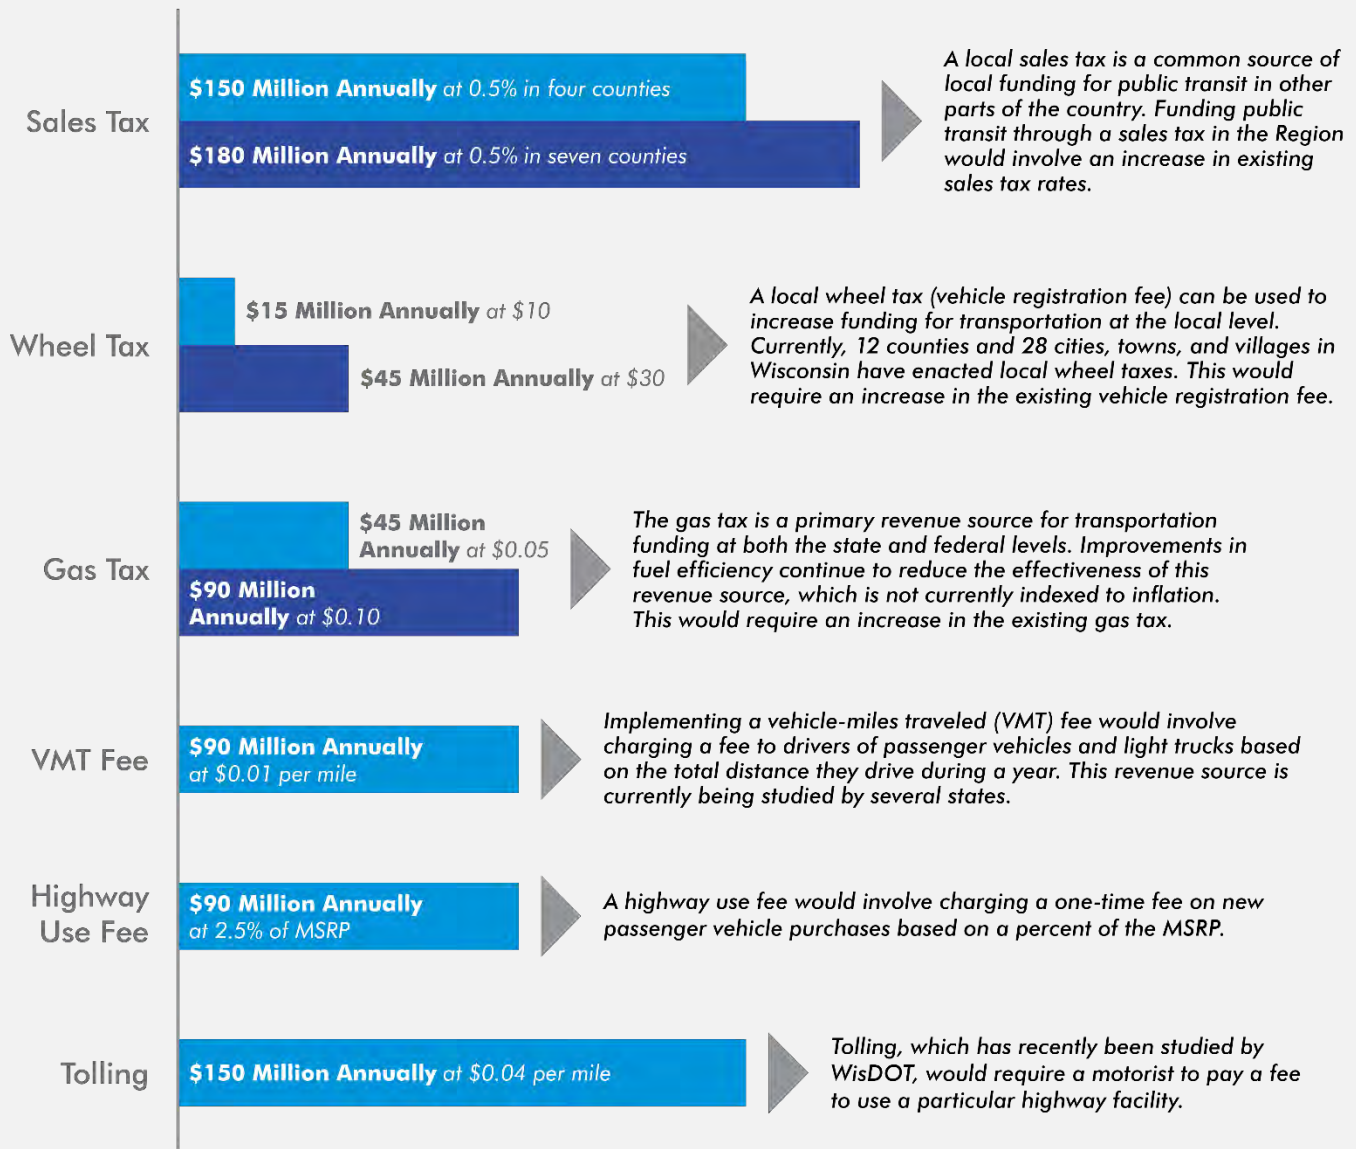 Sales Tax
$150 Million Annually at 0.5% in four counties
$180 Million Annually at 0.5% in seven counties
A local sales tax is a common source of
local funding for public transit in other
parts of the country. Funding public
transit through a sales tax in the Region
would involve an increase in existing
sales tax rates.
Wheel Tax
$15 Million Annually at $10
$45 Million Annually at $30
A local wheel tax (vehicle registration fee) can be used to
increase funding for transportation at the local level.
Currently, 12 counties and 28 cities, towns, and villages in
Wisconsin have enacted local wheel taxes. This would
require an increase in the existing vehicle registration fee.
Gas Tax
$45 Million
Annually at $0.05
$90 Million
Annually at $0.10
The gas tax is a primary revenue source for transportation
funding at both the state and federal levels. Improvements in
fuel efficiency continue to reduce the effectiveness of this
revenue source, which is not currently indexed to inflation.
This would require an increase in the existing gas tax.
VMT Fee
$90 Million Annually
at $0.01 per mile
Implementing a vehicle-miles traveled (VMT) fee would involve
charging a fee to drivers of passenger vehicles and light trucks based
on the total distance they drive during a year. This revenue source is
currently being studied by several states.
Highway
Use Fee
$90 Million Annually
at 2.5% of MSRP
A highway use fee would involve charging a one-time fee on new
passenger vehicle purchases based on a percent of the MSRP.
Tolling
$150 Million Annually at $0.04 per mile
Tolling, which has recently been studied by
WisDOT, would require a motorist to pay a fee
to use a particular highway facility.